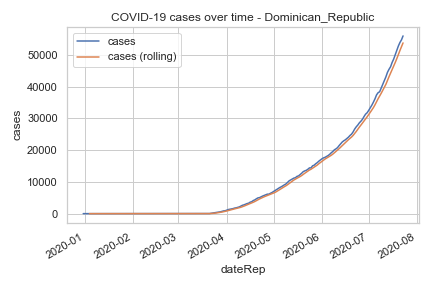 COVID-19 cases over time - Dominican_Republic
cases
cases (rolling)
cases
50000
40000
30000
20000
10000
0
2020-01
2020-02
2020-03
2020-04
2020-05
2020-06
2020-07
2020-08
dateRep